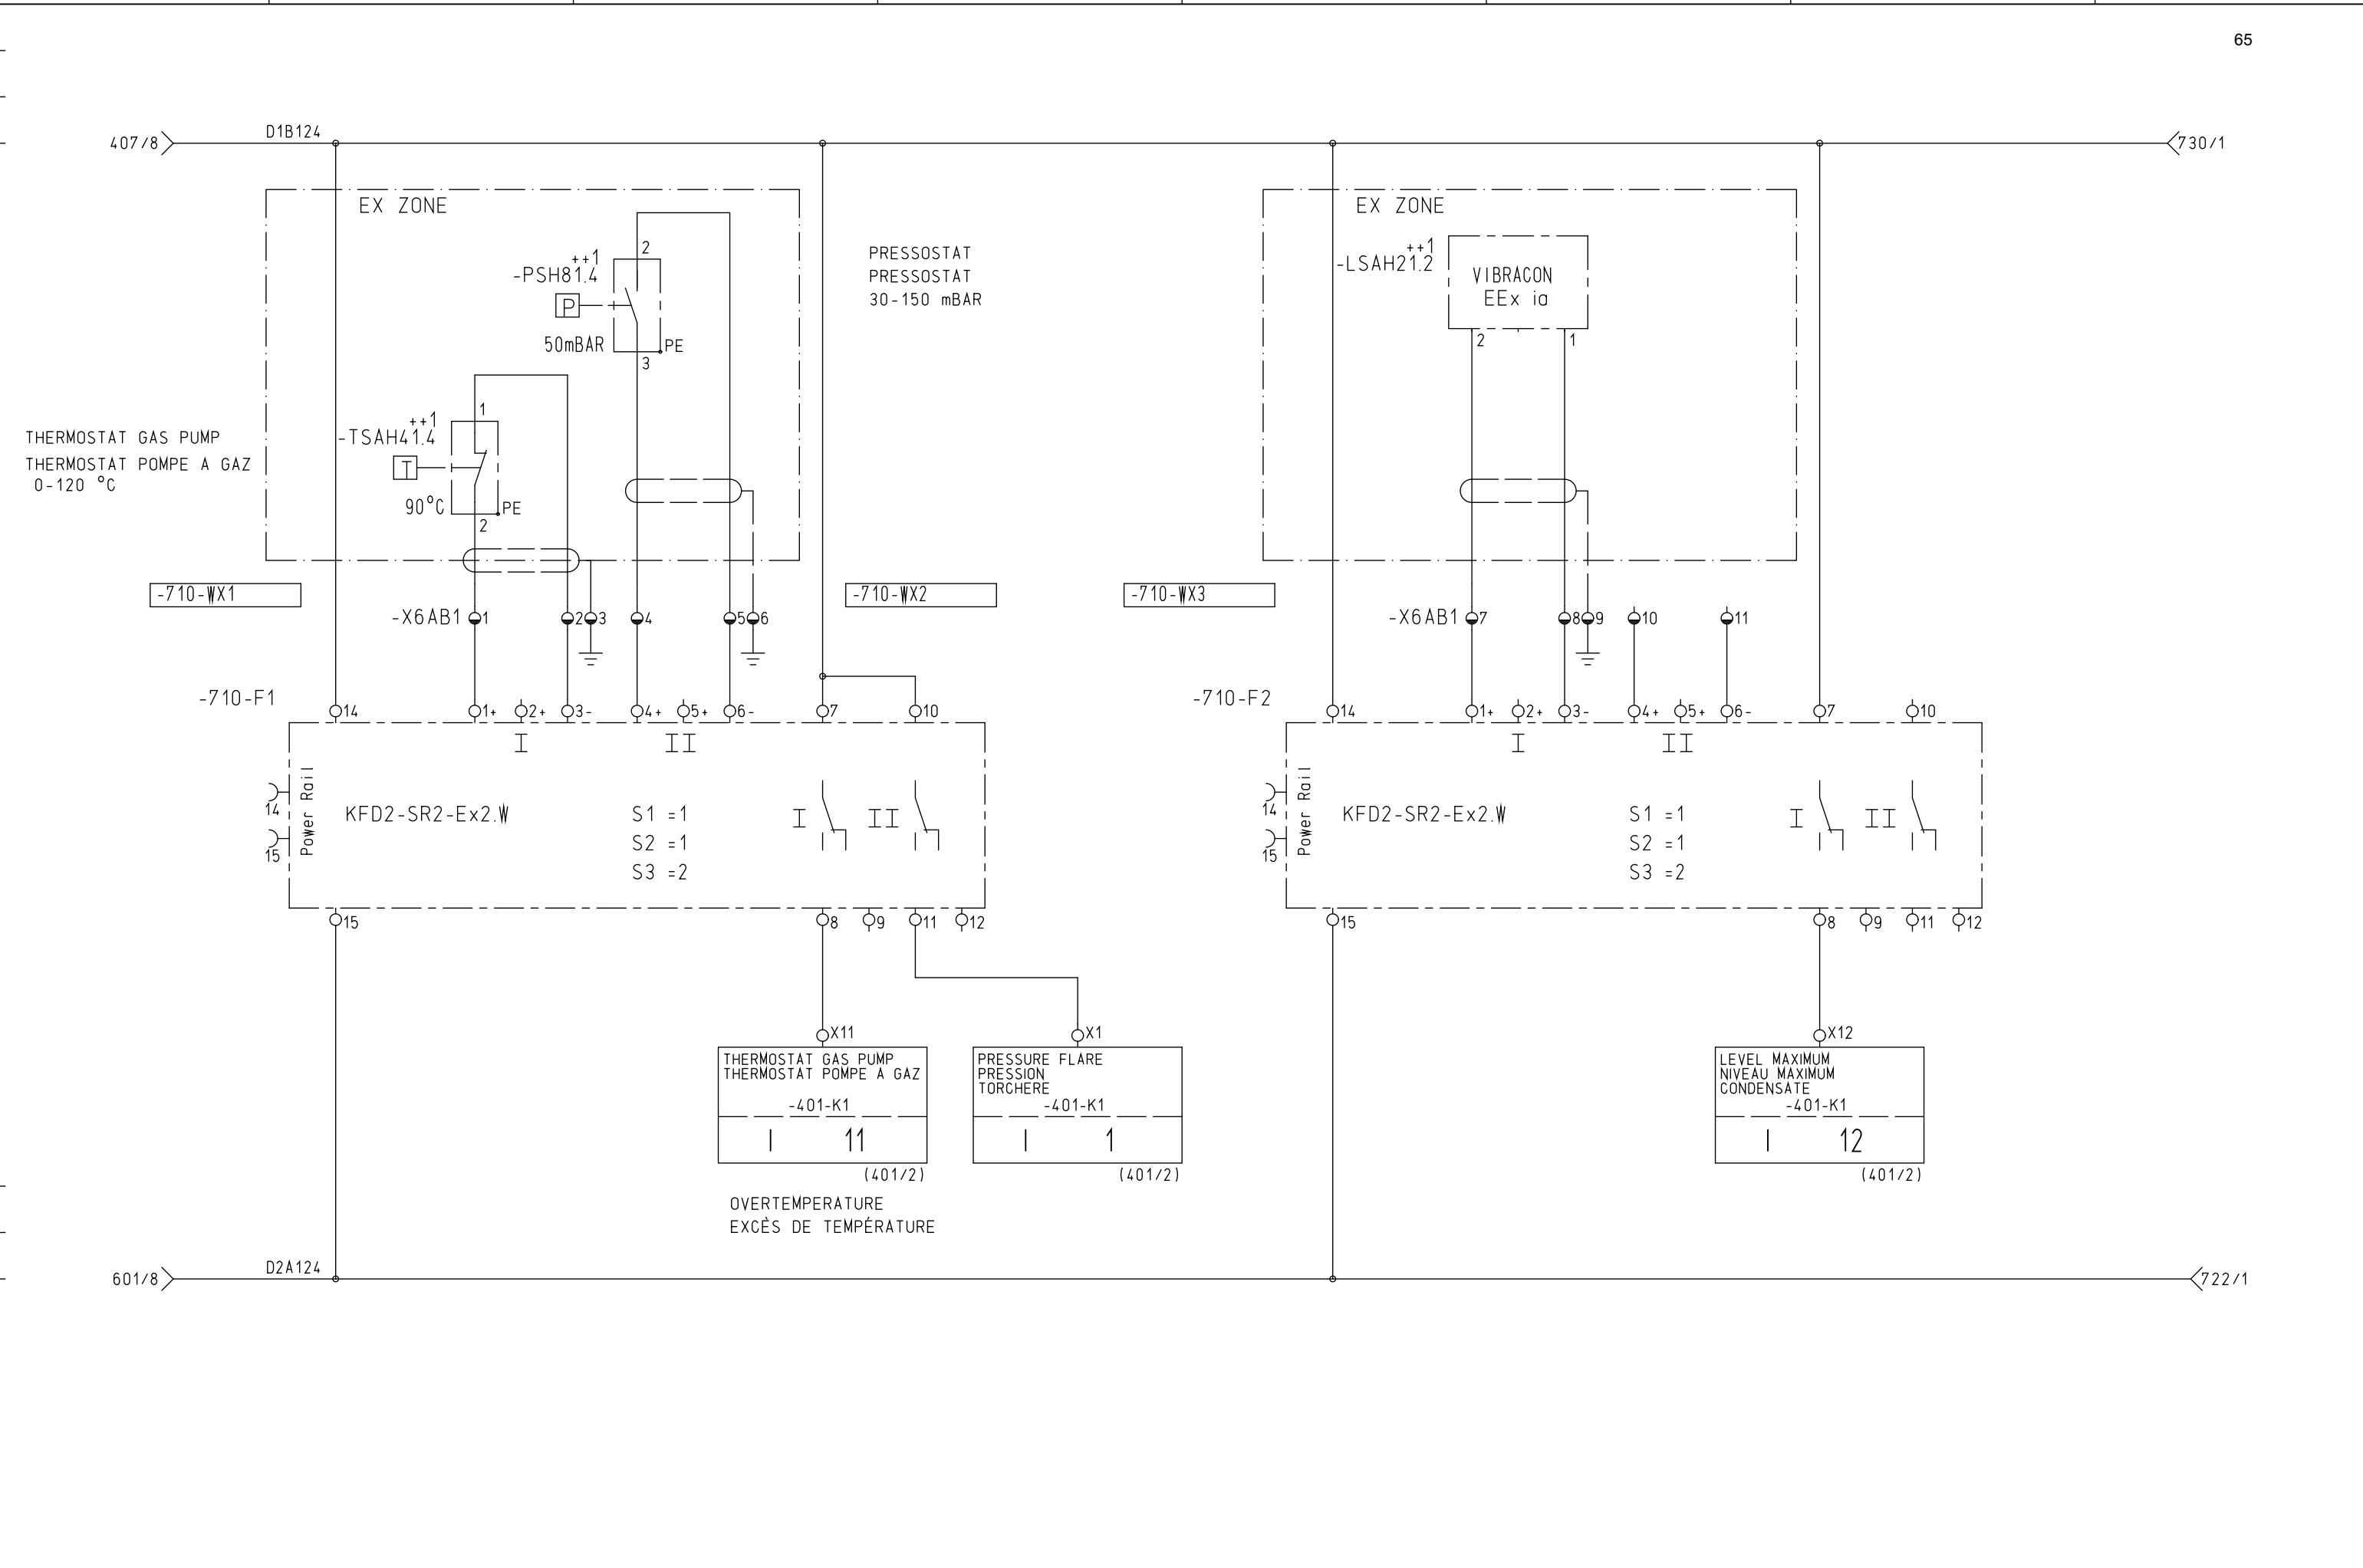 65
407/8
D1B124
730/1
EX ZONE
PRESSOSTAT
PRESSOSTAT
30-150 mBAR
++1
-PSH81.4
P
50mBAR
2
3
PE
THERMOSTAT GAS PUMP
THERMOSTAT POMPE A GAZ
0-120 °C
++1
-TSAH41.4
T
90°C
1
2
PE
EX ZONE
++1
-LSAH21.2
VIBRACON
EEx ia
2
1
-710-WX1
-710-WX2
-710-WX3
-X6AB1 1 2 3 4 5 6
-X6AB1 7 8 9 10 11
-710-F1
14 1+ 2+ 3- 4+ 5+ 6- 7 10
I II
Power Rail
14
15
KFD2-SR2-Ex2.W
S1 =1
S2 =1
S3 =2
I II
15 8 9 11 12
-710-F2
14 1+ 2+ 3- 4+ 5+ 6- 7 10
I II
Power Rail
14
15
KFD2-SR2-Ex2.W
S1 =1
S2 =1
S3 =2
I II
15 8 9 11 12
X11
THERMOSTAT GAS PUMP
THERMOSTAT POMPE A GAZ
-401-K1
I 11
(401/2)
OVERTEMPERATURE
EXCÈS DE TEMPÉRATURE
X1
PRESSURE FLARE
PRESSION
TORCHERE
-401-K1
I 1
(401/2)
X12
LEVEL MAXIMUM
NIVEAU MAXIMUM
CONDENSATE
-401-K1
I 12
(401/2)
601/8
D2A124
722/1